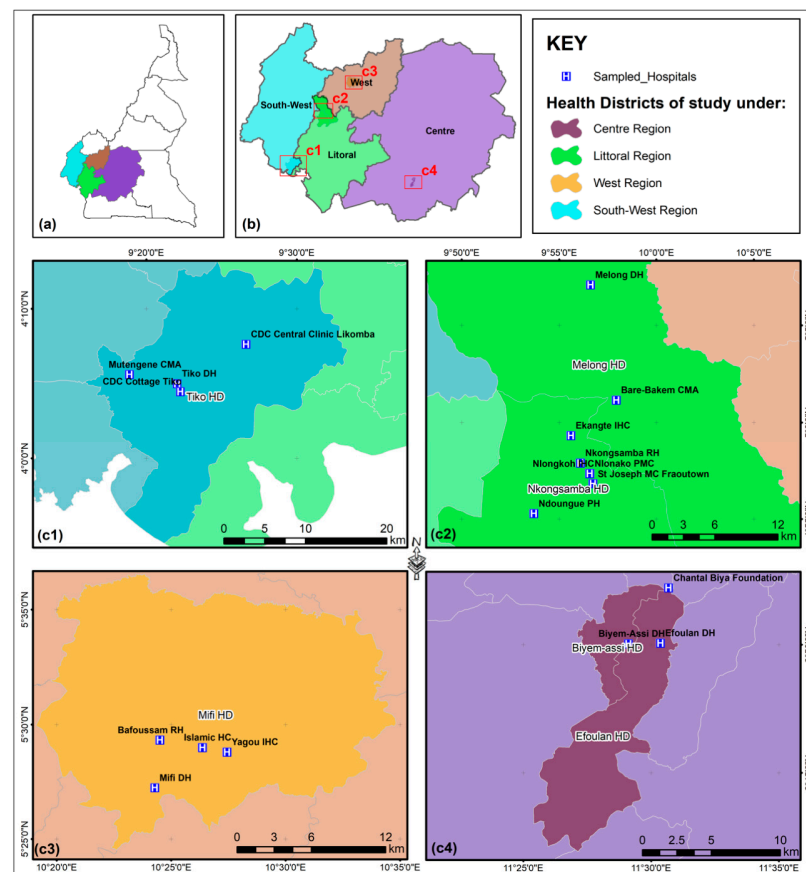 (a)
c3
West
c2
South-West
Centre
c1
Litoral
c4
(b)
KEY
H Sampled_Hospitals
Health Districts of study under:
Centre Region
Littoral Region
West Region
South-West Region
9°20'0"E 9°30'0"E
4°10'0"N
4°0'0"N
CDC Central Clinic Likomba
Mutengene CMA
Tiko DH
CDC Cottage Tiko
Tiko HD
0 5 10 20
km
(c1)
9°50'0"E 9°55'0"E 10°0'0"E 10°5'0"E
Melong DH
Melong HD
Bare-Bakem CMA
Ekangte IHC
Nkongsamba RH
Nlonako PMC
St Joseph MC Fraoutown
Nkongsamba HD
Ndoungue PH
0 3 6 12
km
(c2)
N
5°35'0"N
5°30'0"N
5°25'0"N
Mifi HD
Bafoussam RH
Islamic HC
Yagou IHC
Mifi DH
0 3 6 12
km
(c3)
10°20'0"E 10°25'0"E 10°30'0"E 10°35'0"E
Chantal Biya Foundation
Biyem-Assi DH
Efoulan DH
Biyem-assi HD
Efoulan HD
0 2.5 5 10
km
(c4)
11°25'0"E 11°30'0"E